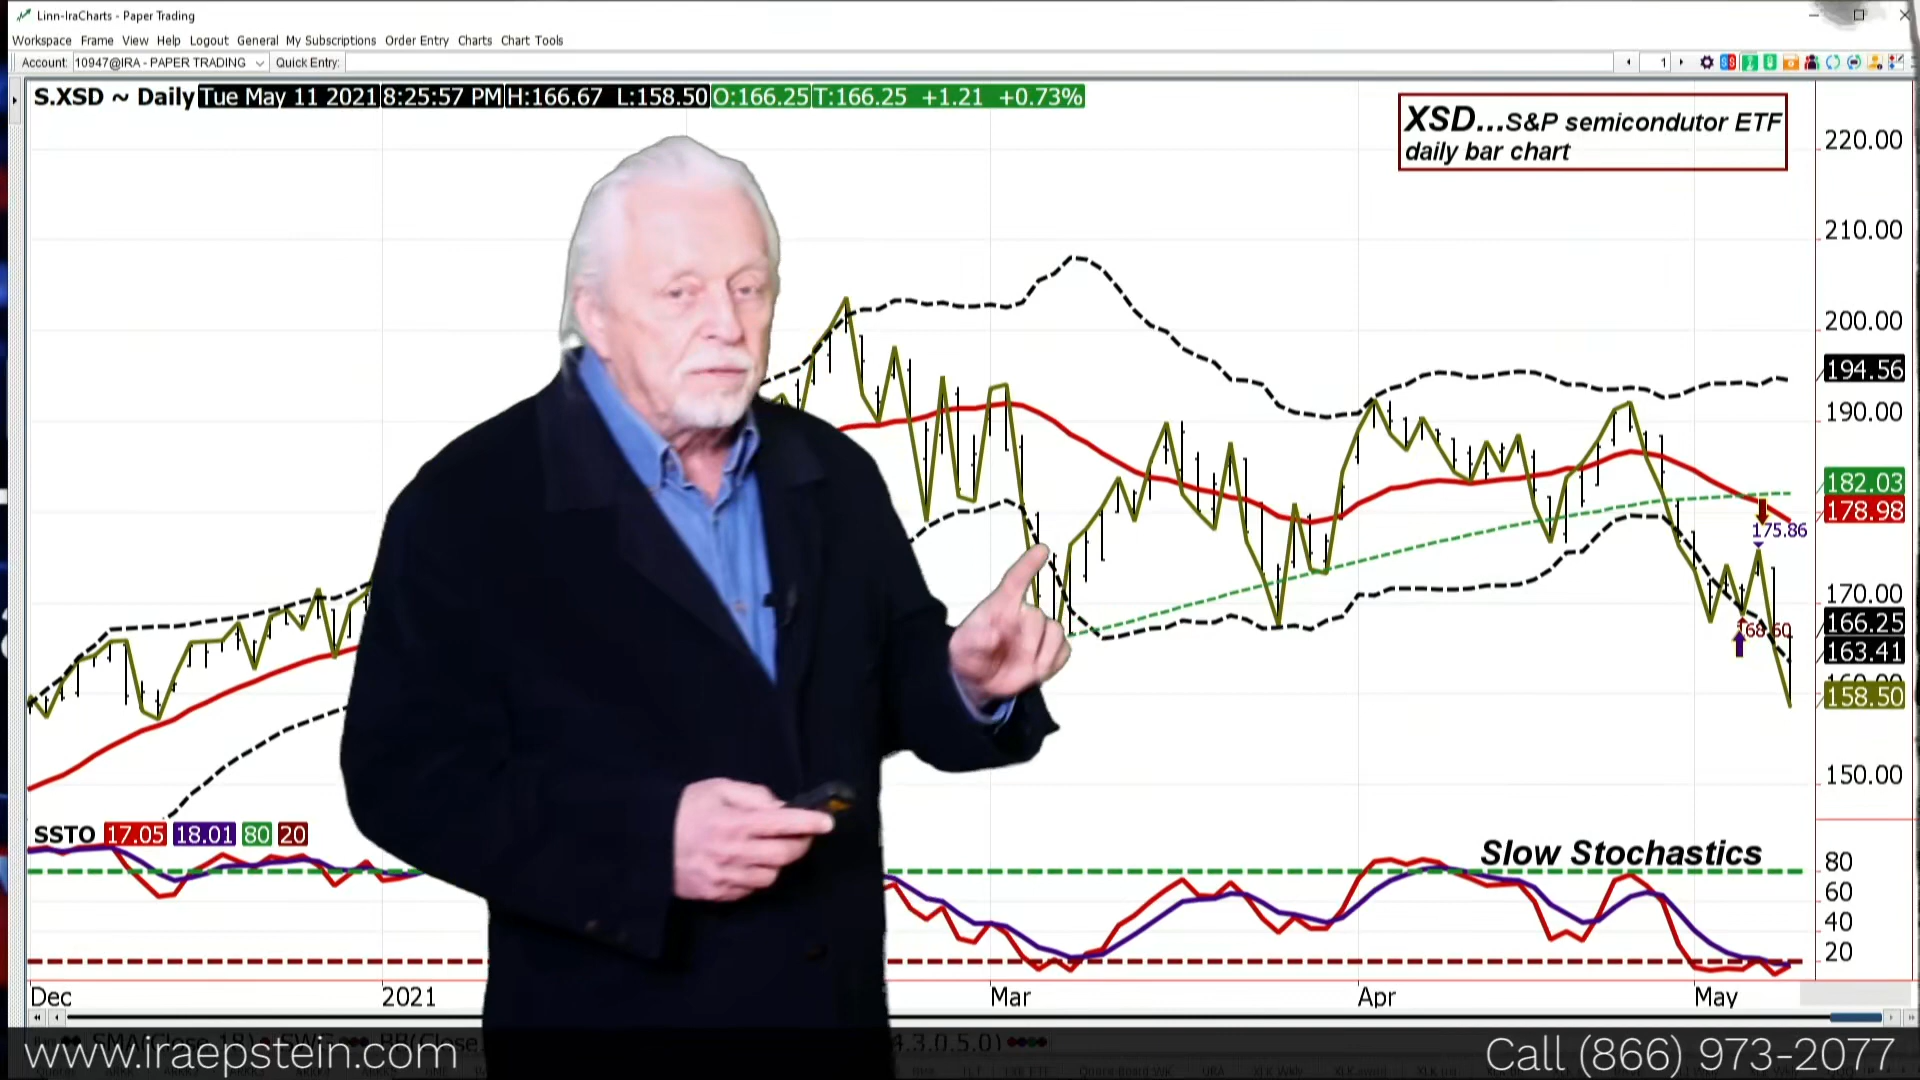 Linn-IraCharts - Paper Trading
Workspace Frame View Help Logout General My Subscriptions Order Entry Charts Chart Tools
Account: 10947@IRA - PAPER TRADING Quick Entry: 1
S.XSD ~ Daily Tue May 11 2021 8:25:57 PM H:166.67 L:158.50 O:166.25 T:166.25 +1.21 +0.73%
XSD...S&P semicondutor ETF
daily bar chart
220.00
210.00
200.00
194.56
190.00
182.03
178.98
175.86
170.00
166.25
168.60
163.41
160.00
158.50
150.00
SSTO 17.05 18.01 80 20
Slow Stochastics
80
60
40
20
Dec 2021 Mar Apr May
www.iraepstein.com
Call (866) 973-2077